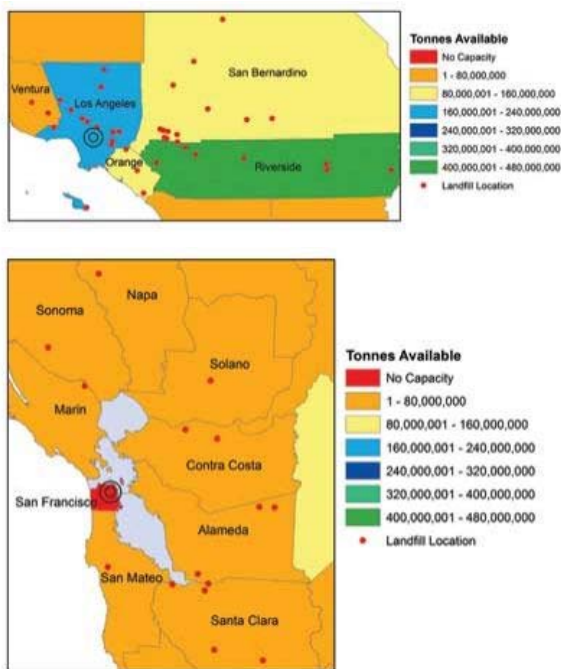 Ventura
Los Angeles
San Bernardino
Orange
Riverside
Tonnes Available
No Capacity
1 - 80,000,000
80,000,001 - 160,000,000
160,000,001 - 240,000,000
240,000,001 - 320,000,000
320,000,001 - 400,000,000
400,000,001 - 480,000,000
Landfill Location
Sonoma
Napa
Solano
Marin
Contra Costa
San Francisco
Alameda
San Mateo
Santa Clara
Tonnes Available
No Capacity
1 - 80,000,000
80,000,001 - 160,000,000
160,000,001 - 240,000,000
240,000,001 - 320,000,000
320,000,001 - 400,000,000
400,000,001 - 480,000,000
Landfill Location